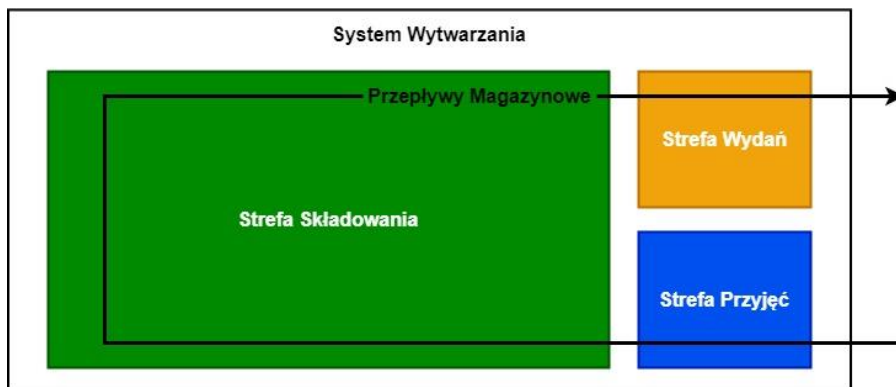 System Wytwarzania
Przepływy Magazynowe
Strefa Wydań
Strefa Składowania
Strefa Przyjęć